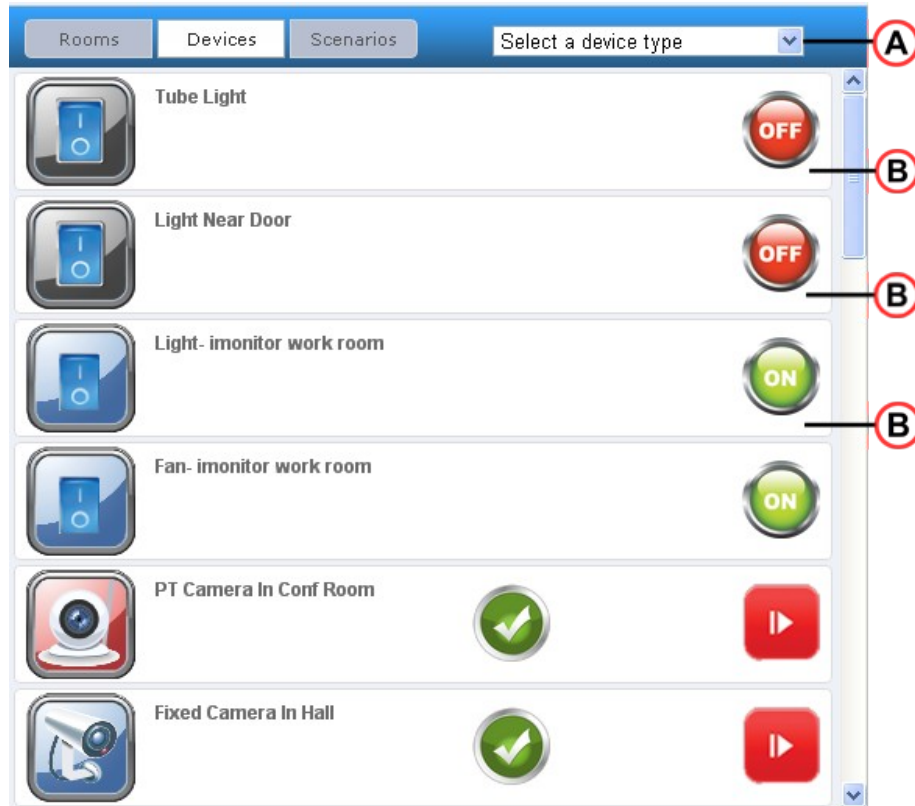 Rooms Devices Scenarios Select a device type A
Tube Light
OFF
B
Light Near Door
OFF
B
Light- imonitor work room
ON
B
Fan- imonitor work room
ON
PT Camera In Conf Room
Fixed Camera In Hall